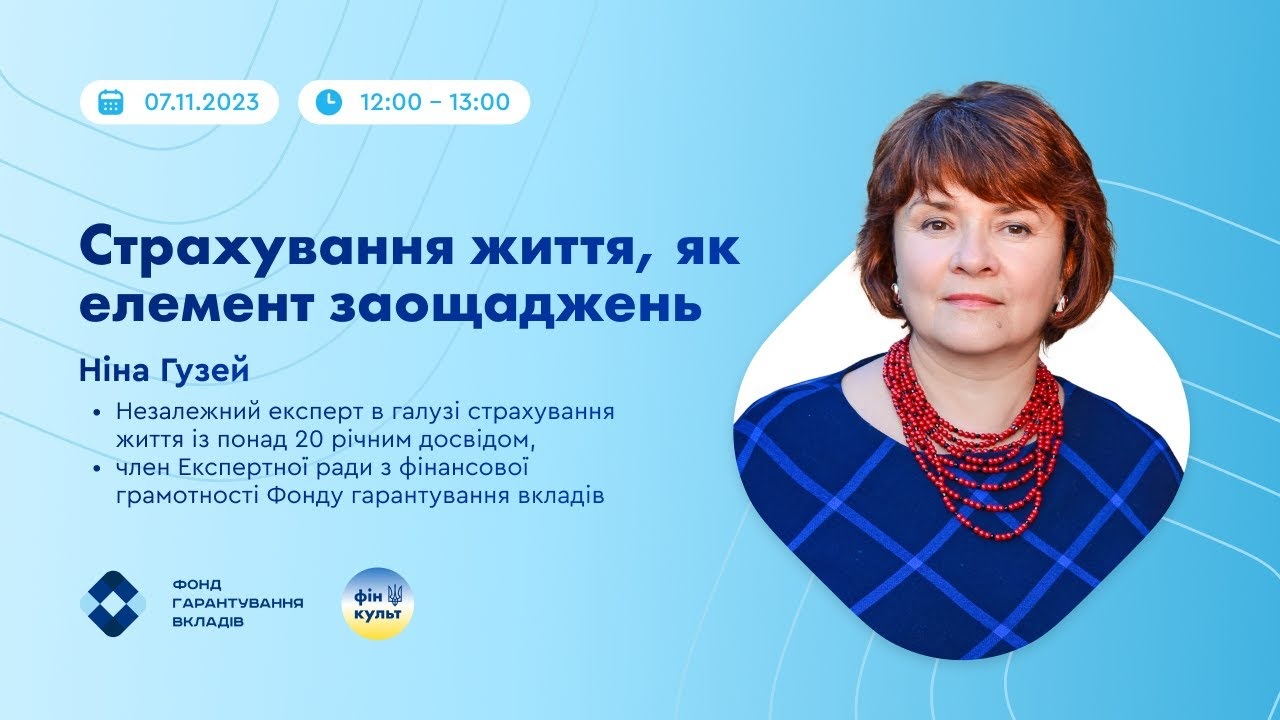 07.11.2023
12:00 – 13:00
Страхування життя, як
елемент заощаджень
Ніна Гузей
• Незалежний експерт в галузі страхування
життя із понад 20 річним досвідом,
• член Експертної ради з фінансової
грамотності Фонду гарантування вкладів
ФОНД
ГАРАНТУВАННЯ
ВКЛАДІВ
фін
культ